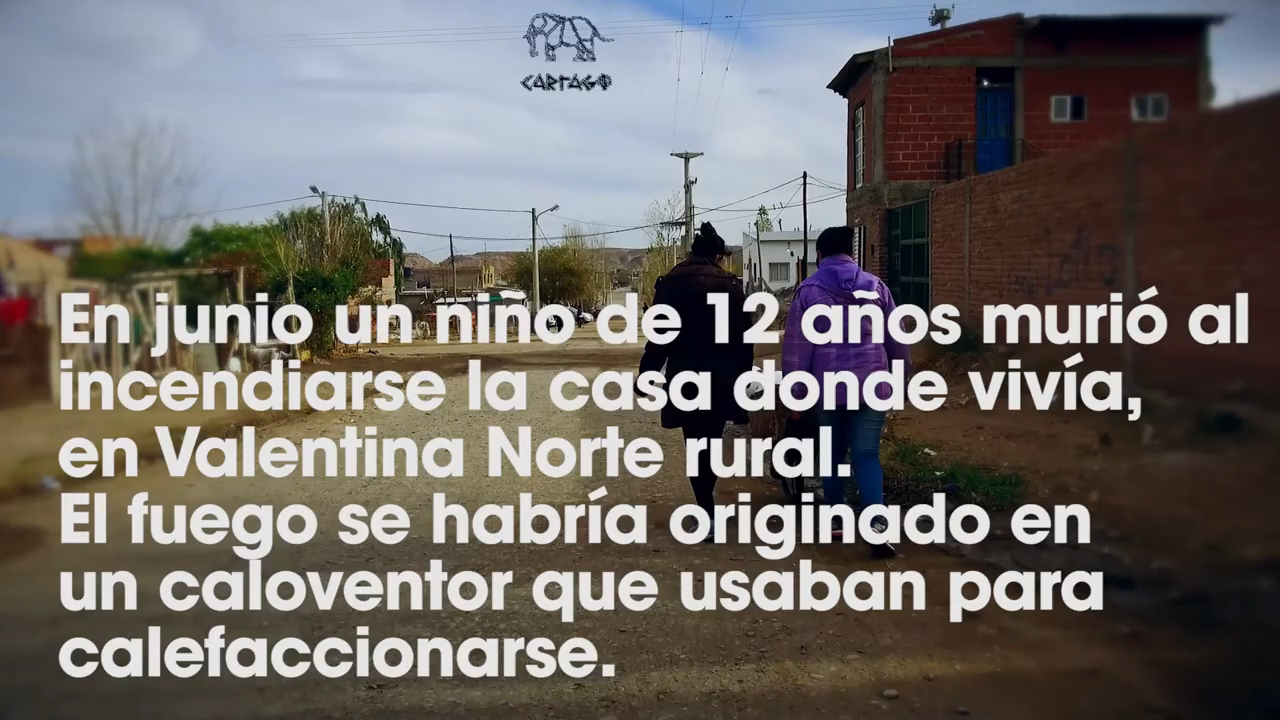 CARTAGO
En junio un niño de 12 años murió al
incendiarse la casa donde vivía,
en Valentina Norte rural.
El fuego se habría originado en
un caloventor que usaban para
calefaccionarse.